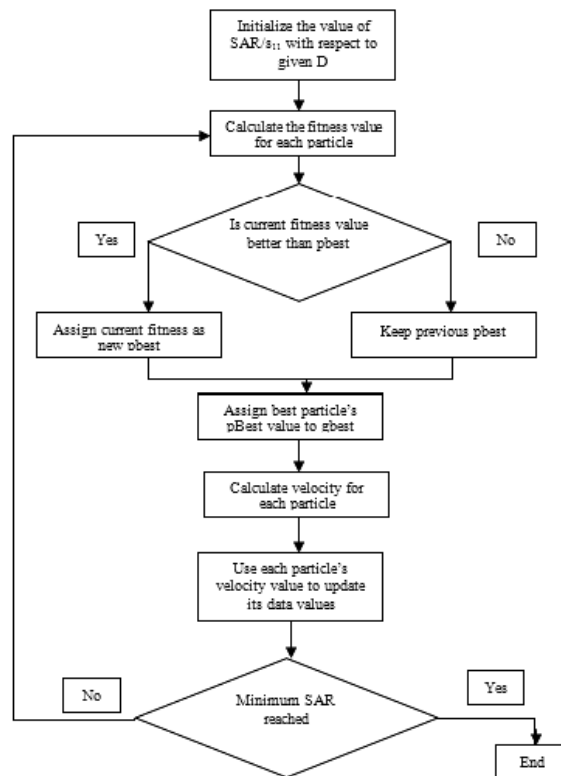 Initialize the value of
SAR/s₁₁ with respect to
given D
Calculate the fitness value
for each particle
Is current fitness value
better than pbest
Yes
No
Assign current fitness as
new pbest
Keep previous pbest
Assign best particle's
pBest value to gbest
Calculate velocity for
each particle
Use each particle's
velocity value to update
its data values
Minimum SAR
reached
No
Yes
End